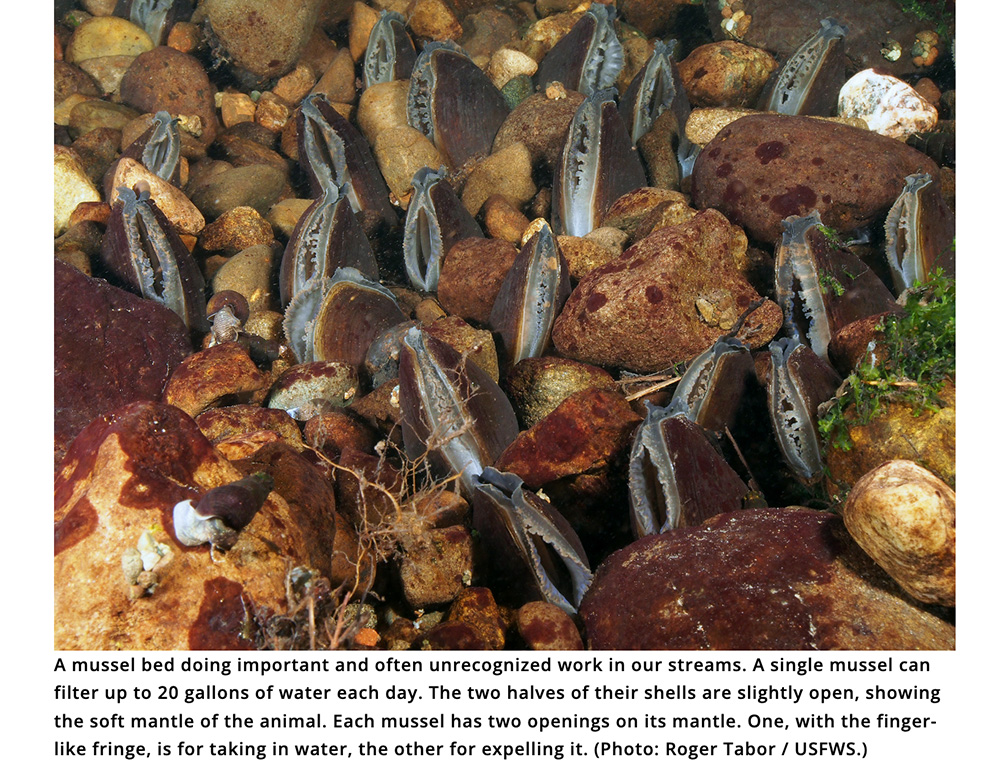 A mussel bed doing important and often unrecognized work in our streams. A single mussel can
filter up to 20 gallons of water each day. The two halves of their shells are slightly open, showing
the soft mantle of the animal. Each mussel has two openings on its mantle. One, with the finger-
like fringe, is for taking in water, the other for expelling it. (Photo: Roger Tabor / USFWS.)